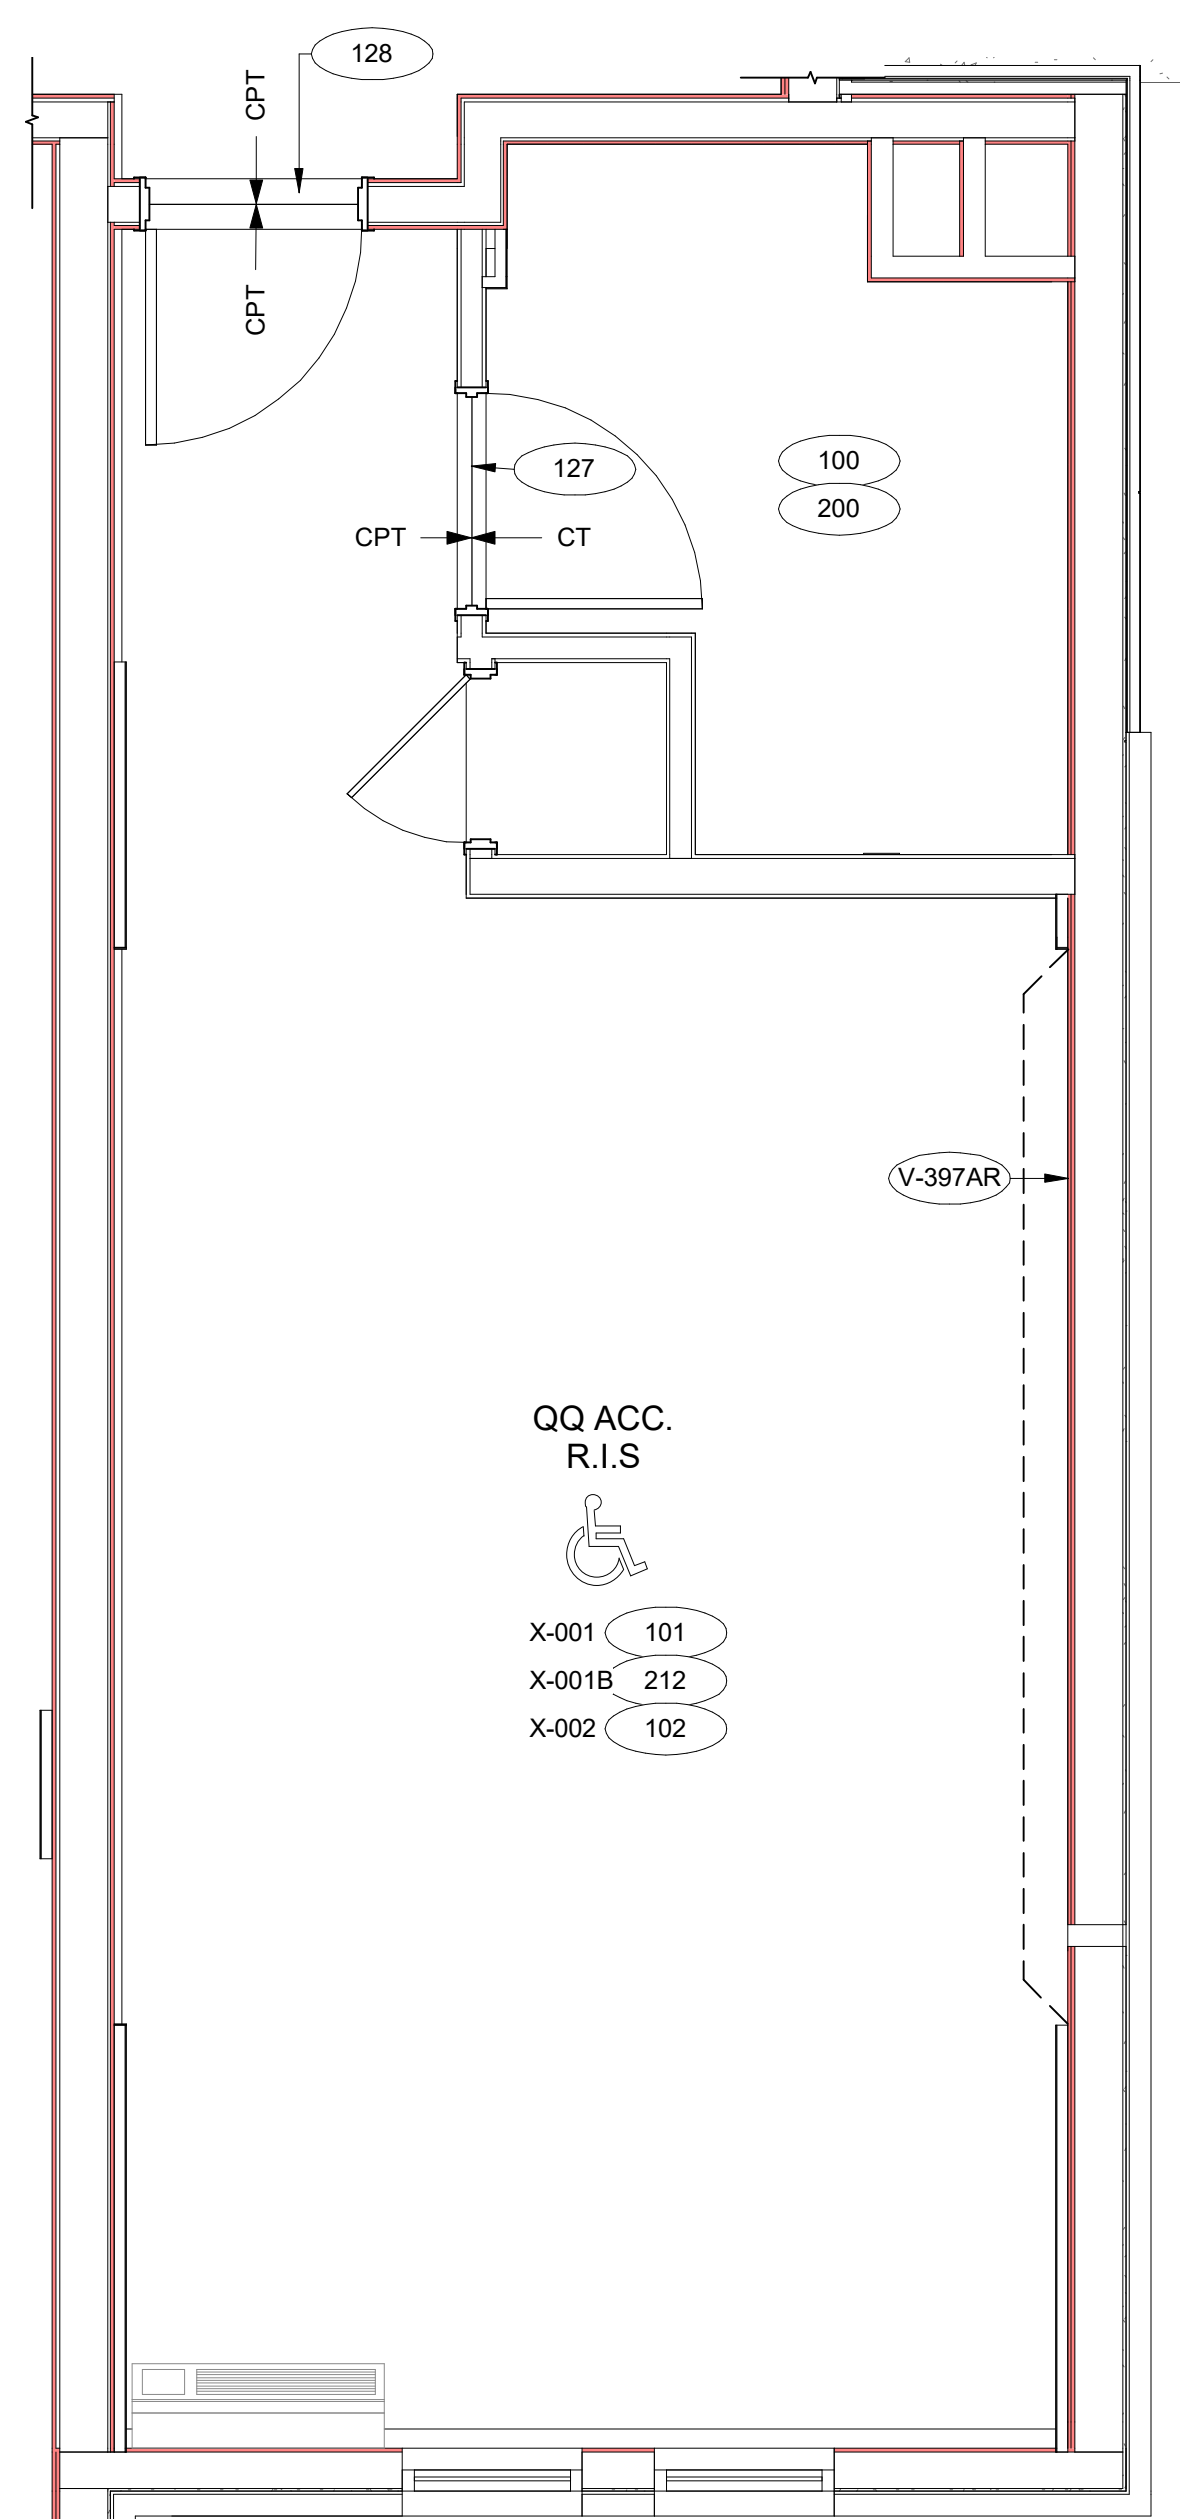 128
CPT
CPT
127
100
200
CPT
CT
V-397AR
QQ ACC.
R.I.S
X-001 101
X-001B 212
X-002 102